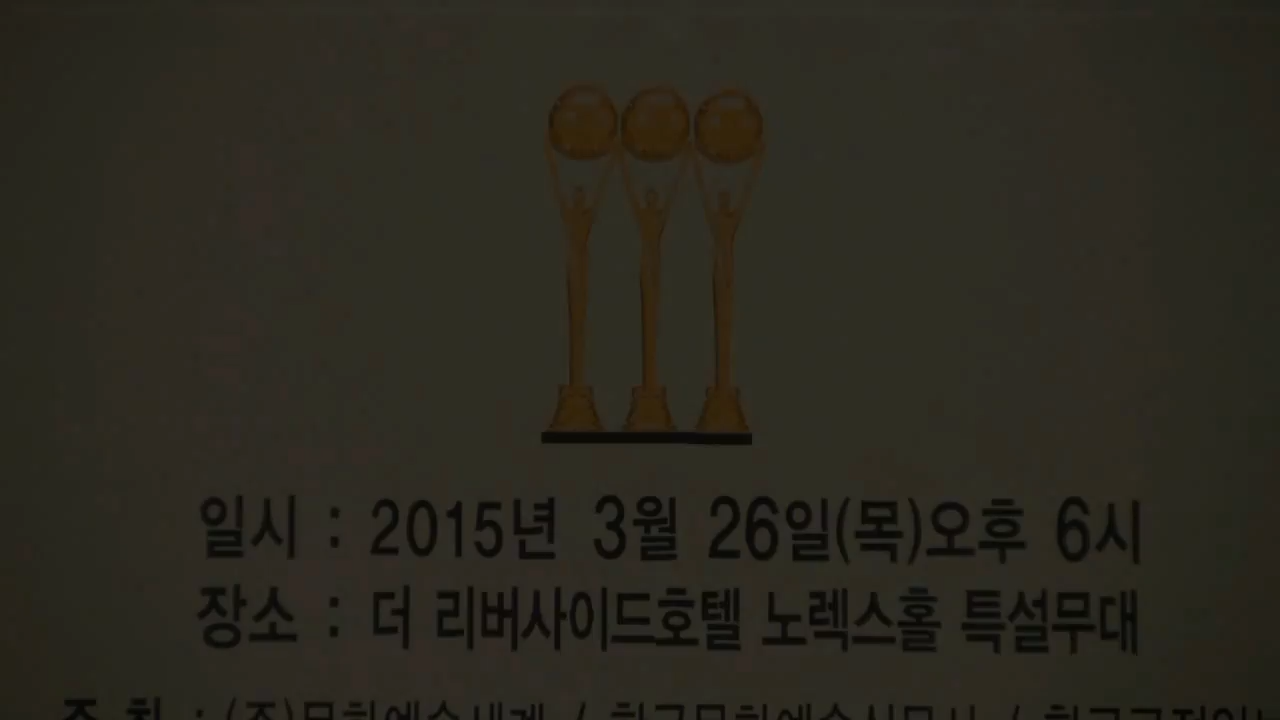 일시 : 2015년 3월 26일(목)오후 6시
장소 : 더 리버사이드호텔 노렉스홀 특설무대